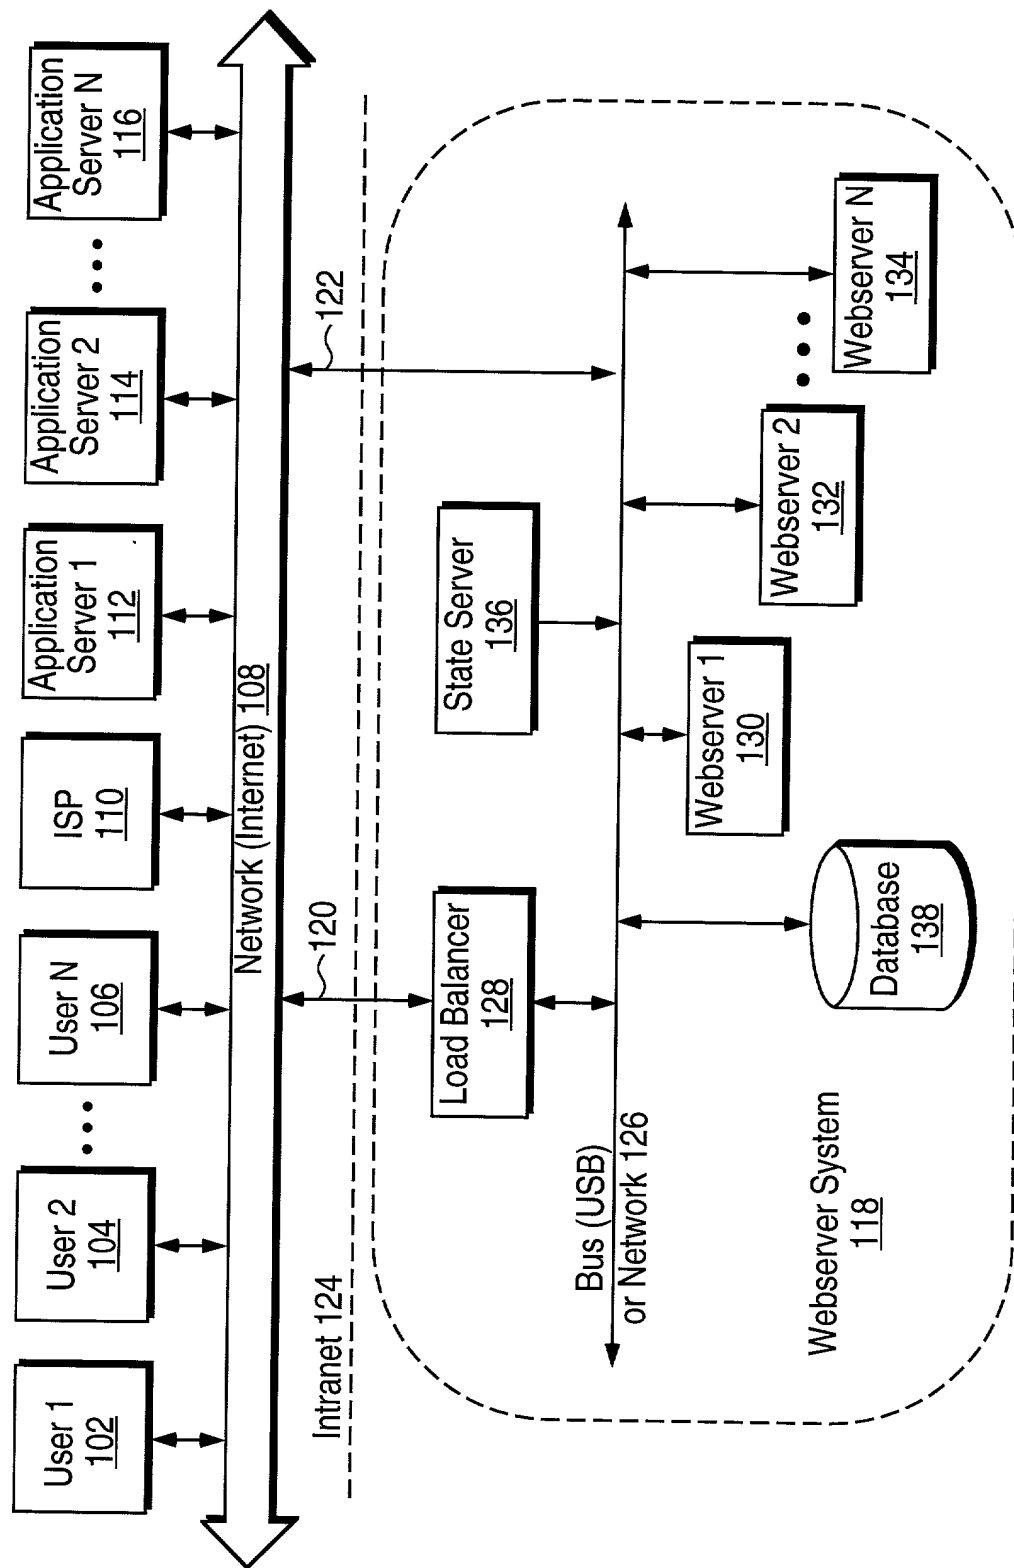 User 1
102
User 2
104
•••
User N
106
ISP
110
Application
Server 1
112
Application
Server 2
114
•••
Application
Server N
116
Network (Internet) 108
120
122
Intranet 124
Load Balancer
128
State Server
136
Bus (USB)
or Network 126
Webserver 1
130
Webserver 2
132
•••
Webserver N
134
Database
138
Webserver System
118